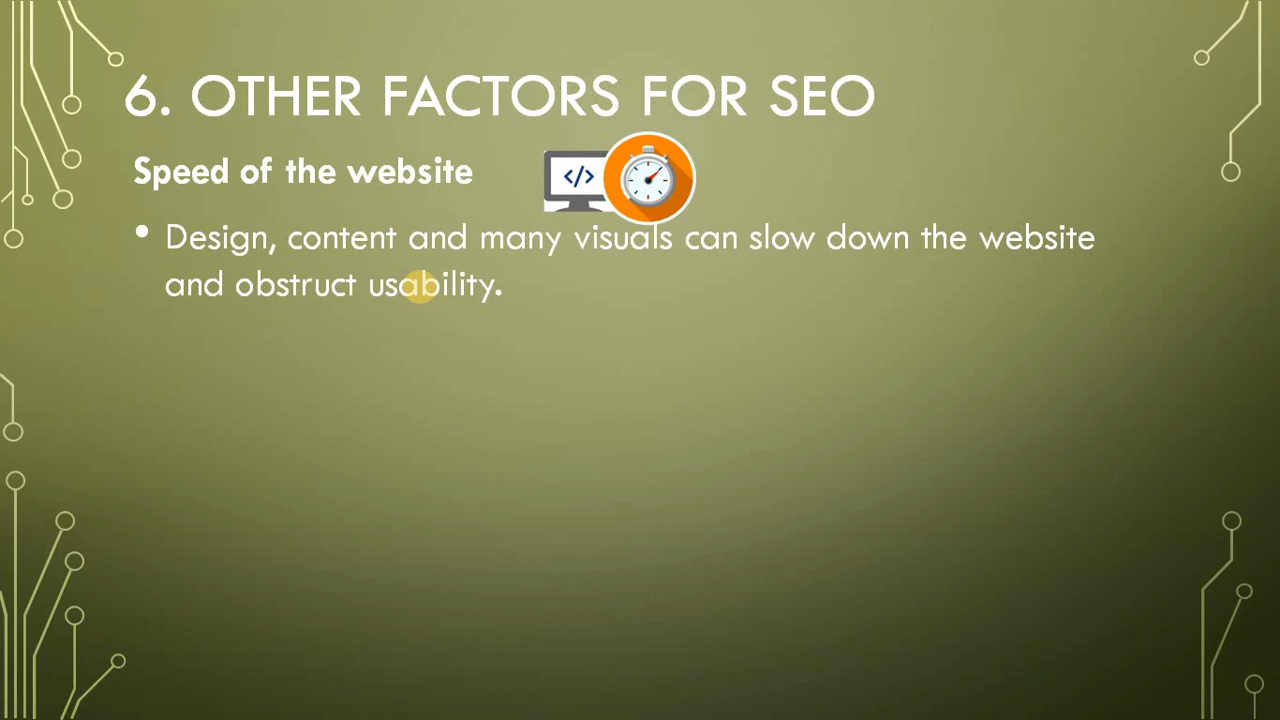 6. OTHER FACTORS FOR SEO
Speed of the website
</>
• Design, content and many visuals can slow down the website
and obstruct usability.